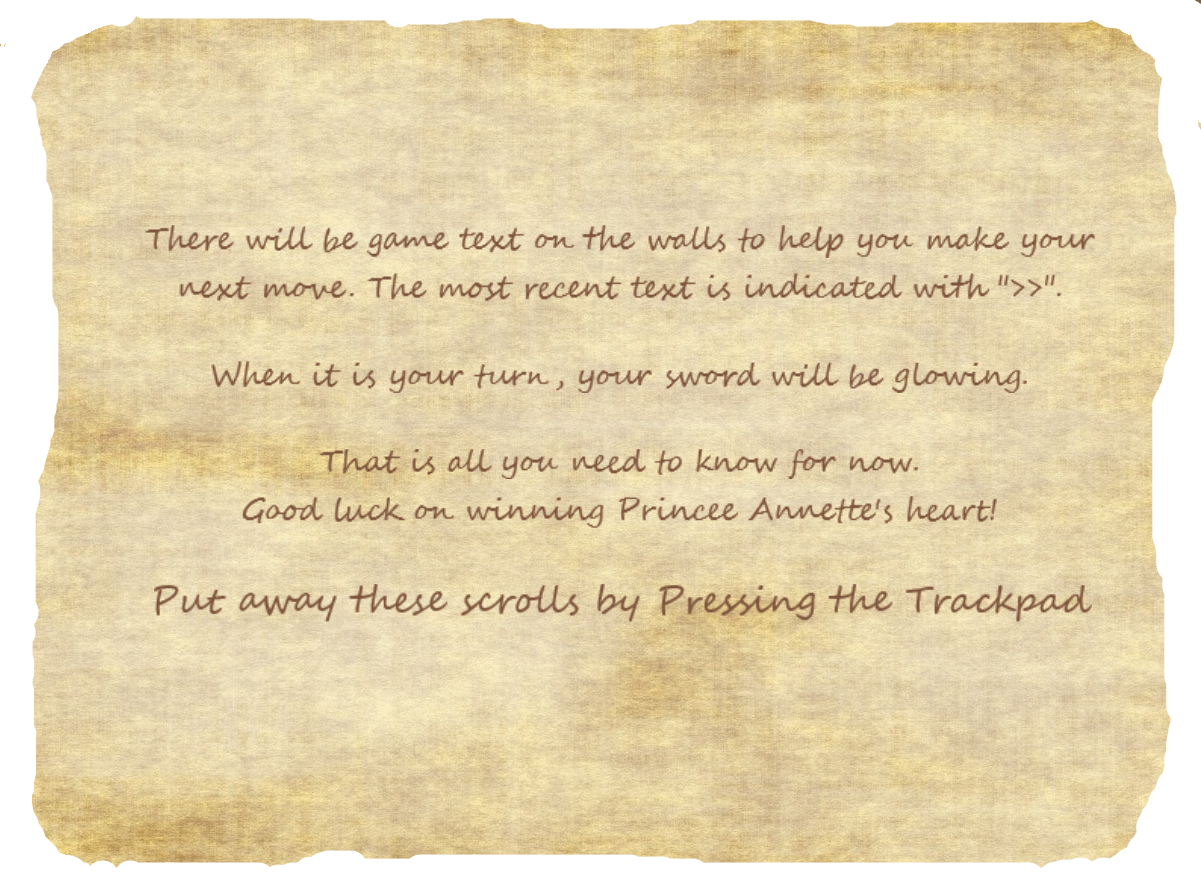 There will be game text on the walls to help you make your
next move. The most recent text is indicated with ">>".
When it is your turn, your sword will be glowing.
That is all you need to know for now.
Good luck on winning Princee Annette's heart!
Put away these scrolls by Pressing the Trackpad